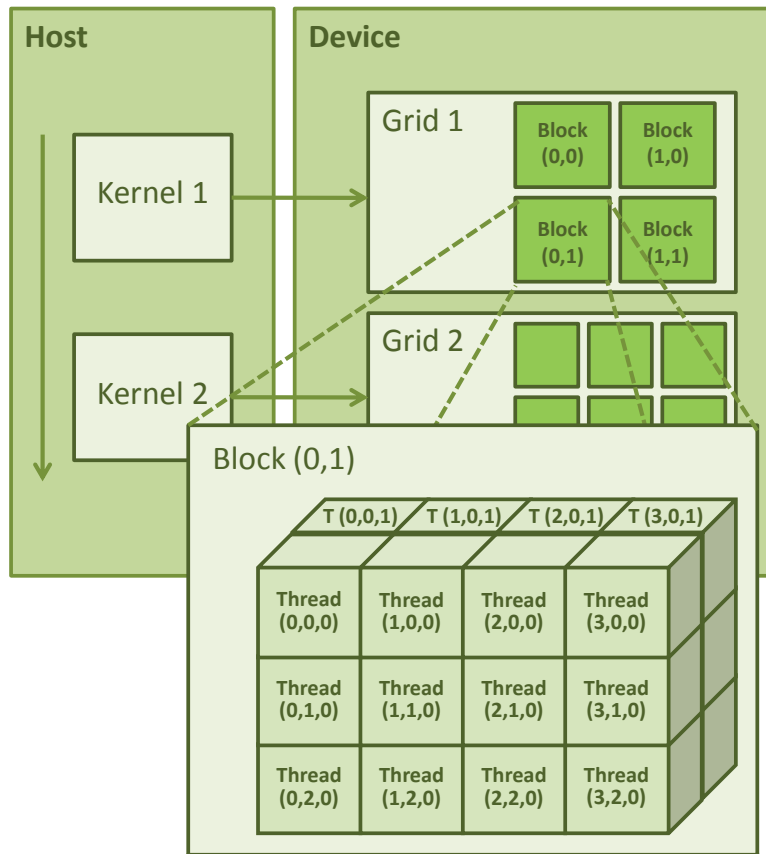 Host
Device
Grid 1
Block
(0,0)
Block
(1,0)
Kernel 1
Block
(0,1)
Block
(1,1)
Grid 2
Kernel 2
Block (0,1)
T (0,0,1)
T (1,0,1)
T (2,0,1)
T (3,0,1)
Thread
(0,0,0)
Thread
(1,0,0)
Thread
(2,0,0)
Thread
(3,0,0)
Thread
(0,1,0)
Thread
(1,1,0)
Thread
(2,1,0)
Thread
(3,1,0)
Thread
(0,2,0)
Thread
(1,2,0)
Thread
(2,2,0)
Thread
(3,2,0)